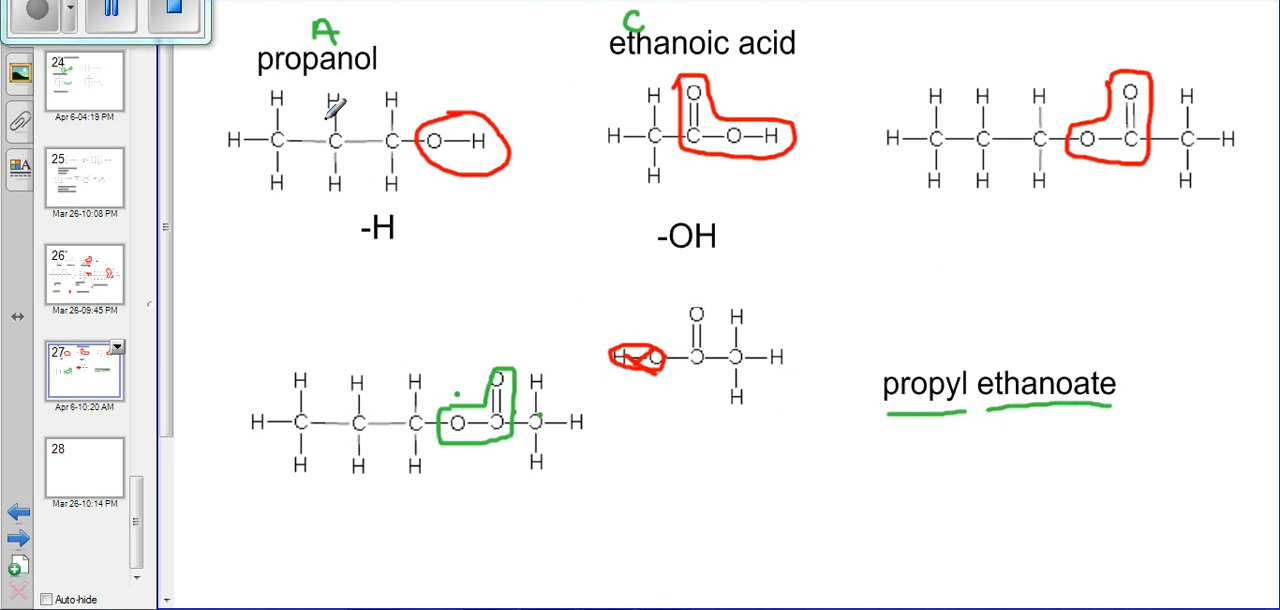 24
Apr 6-04:19 PM
25
Mar 26-10:08 PM
26
Mar 26-09:45 PM
27
Apr 6-10:20 AM
28
Mar 26-10:14 PM
Auto-hide
A
propanol
H H H
H-C-C-C-O-H
H H H
-H
C
ethanoic acid
H O
H-C-C-O-H
H
-OH
H H H O H
H-C-C-C-O-C-C-H
H H H H
O H
H-O-C-C-H
H
H H H O H
H-C-C-C-O-C-C-H
H H H H
propyl ethanoate